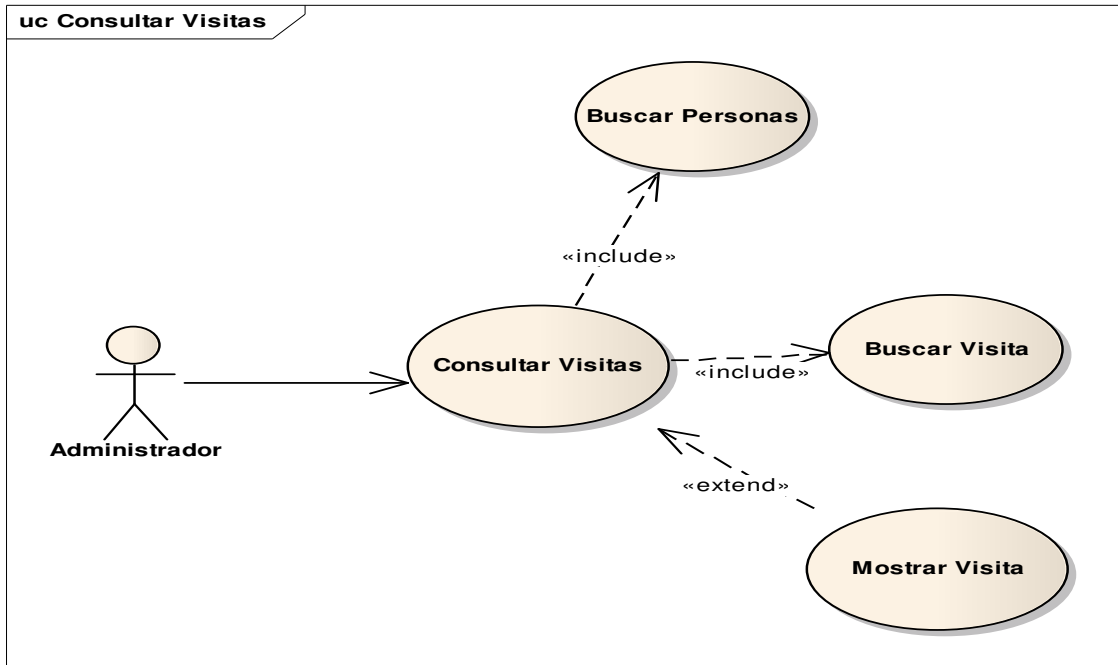 uc Consultar Visitas
Buscar Personas
«include»
Consultar Visitas
Buscar Visita
«include»
Administrador
«extend»
Mostrar Visita